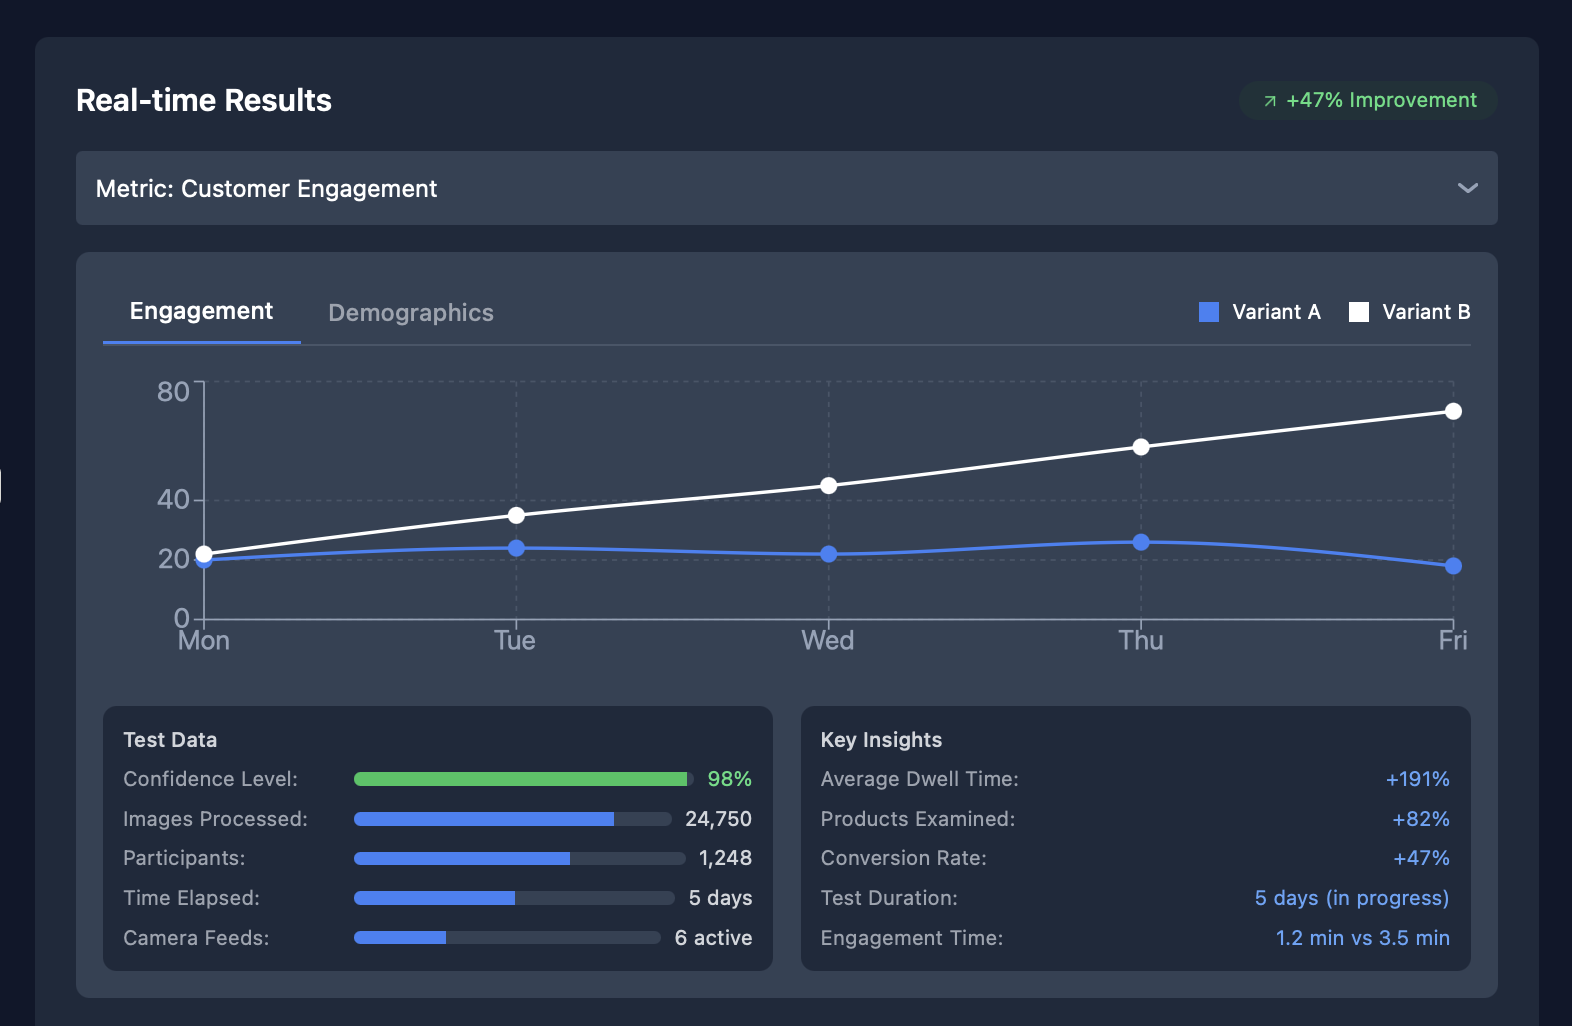 Real-time Results
+47% Improvement
Metric: Customer Engagement
Engagement
Demographics
Variant A
Variant B
80
40
20
0
Mon
Tue
Wed
Thu
Fri
Test Data
Confidence Level: 98%
Images Processed: 24,750
Participants: 1,248
Time Elapsed: 5 days
Camera Feeds: 6 active
Key Insights
Average Dwell Time: +191%
Products Examined: +82%
Conversion Rate: +47%
Test Duration: 5 days (in progress)
Engagement Time: 1.2 min vs 3.5 min